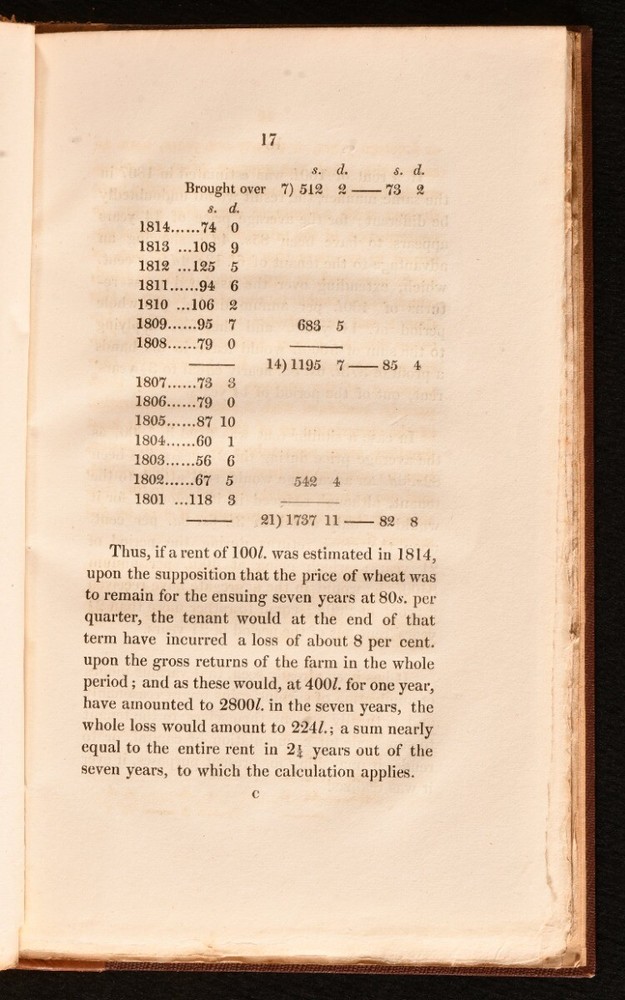 17
s. d. s. d.
Brought over 7) 512 2 —— 73 2
s. d.
1814......74 0
1813 ...108 9
1812 ...125 5
1811......94 6
1810 ...106 2
1809......95 7 683 5
1808......79 0
14) 1195 7 —— 85 4
1807......73 3
1806......79 0
1805......87 10
1804......60 1
1803......56 6
1802......67 5 542 4
1801 ...118 3
21) 1737 11 —— 82 8
Thus, if a rent of 100l. was estimated in 1814,
upon the supposition that the price of wheat was
to remain for the ensuing seven years at 80s. per
quarter, the tenant would at the end of that
term have incurred a loss of about 8 per cent.
upon the gross returns of the farm in the whole
period ; and as these would, at 400l. for one year,
have amounted to 2800l. in the seven years, the
whole loss would amount to 224l.; a sum nearly
equal to the entire rent in 2¼ years out of the
seven years, to which the calculation applies.
c